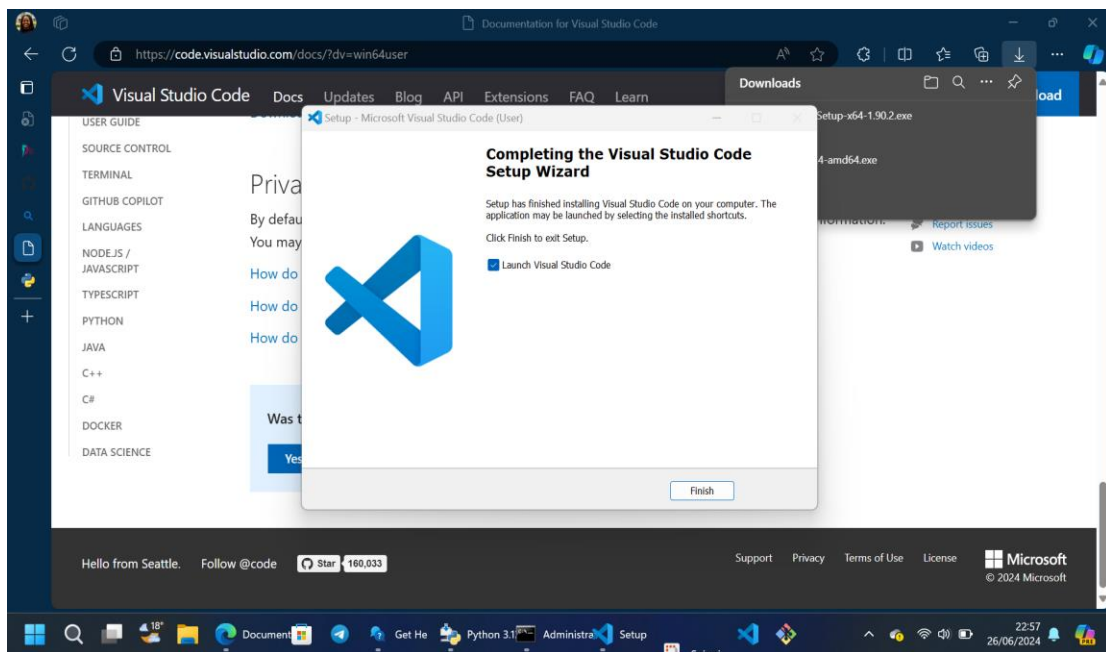 Documentation for Visual Studio Code
https://code.visualstudio.com/docs/?dv=win64user
Visual Studio Code
Docs
Updates
Blog
API
Extensions
FAQ
Learn
load
Downloads
Setup-x64-1.90.2.exe
4-amd64.exe
USER GUIDE
SOURCE CONTROL
TERMINAL
GITHUB COPILOT
LANGUAGES
NODE.JS /
JAVASCRIPT
TYPESCRIPT
PYTHON
JAVA
C++
C#
DOCKER
DATA SCIENCE
Priva
By defau
You may
How do
How do
How do
Was t
Yes
Setup - Microsoft Visual Studio Code (User)
Completing the Visual Studio Code
Setup Wizard
Setup has finished installing Visual Studio Code on your computer. The
application may be launched by selecting the installed shortcuts.
Click Finish to exit Setup.
Launch Visual Studio Code
Finish
Report issues
Watch videos
Hello from Seattle.
Follow @code
Star
160,033
Support
Privacy
Terms of Use
License
Microsoft
© 2024 Microsoft
18°
Document
Get He
Python 3.1
Administra
Setup
22:57
26/06/2024
PRE